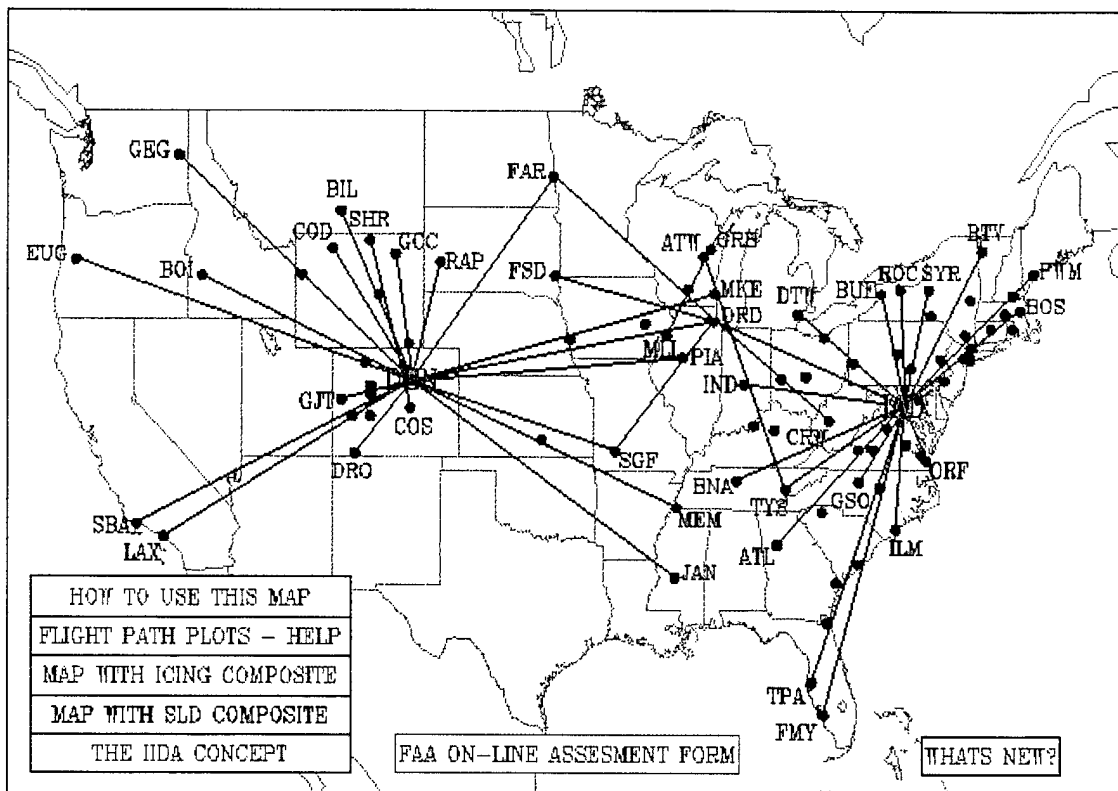 GEG
FAR
BIL
SHR
COD
GCC
RAP
EUG
BOI
FSD
ATW
GRB
MKE
DTW
BUF
ROC
SYR
BTV
PWM
BOS
ORD
MLI
PIA
IND
GJT
COS
DRO
SGF
CRW
BNA
TYS
GSO
ORF
SBA
LAX
MEM
ATL
ILM
JAN
TPA
FMY
HOW TO USE THIS MAP
FLIGHT PATH PLOTS - HELP
MAP WITH ICING COMPOSITE
MAP WITH SLD COMPOSITE
THE IIDA CONCEPT
FAA ON-LINE ASSESMENT FORM
WHATS NEW?